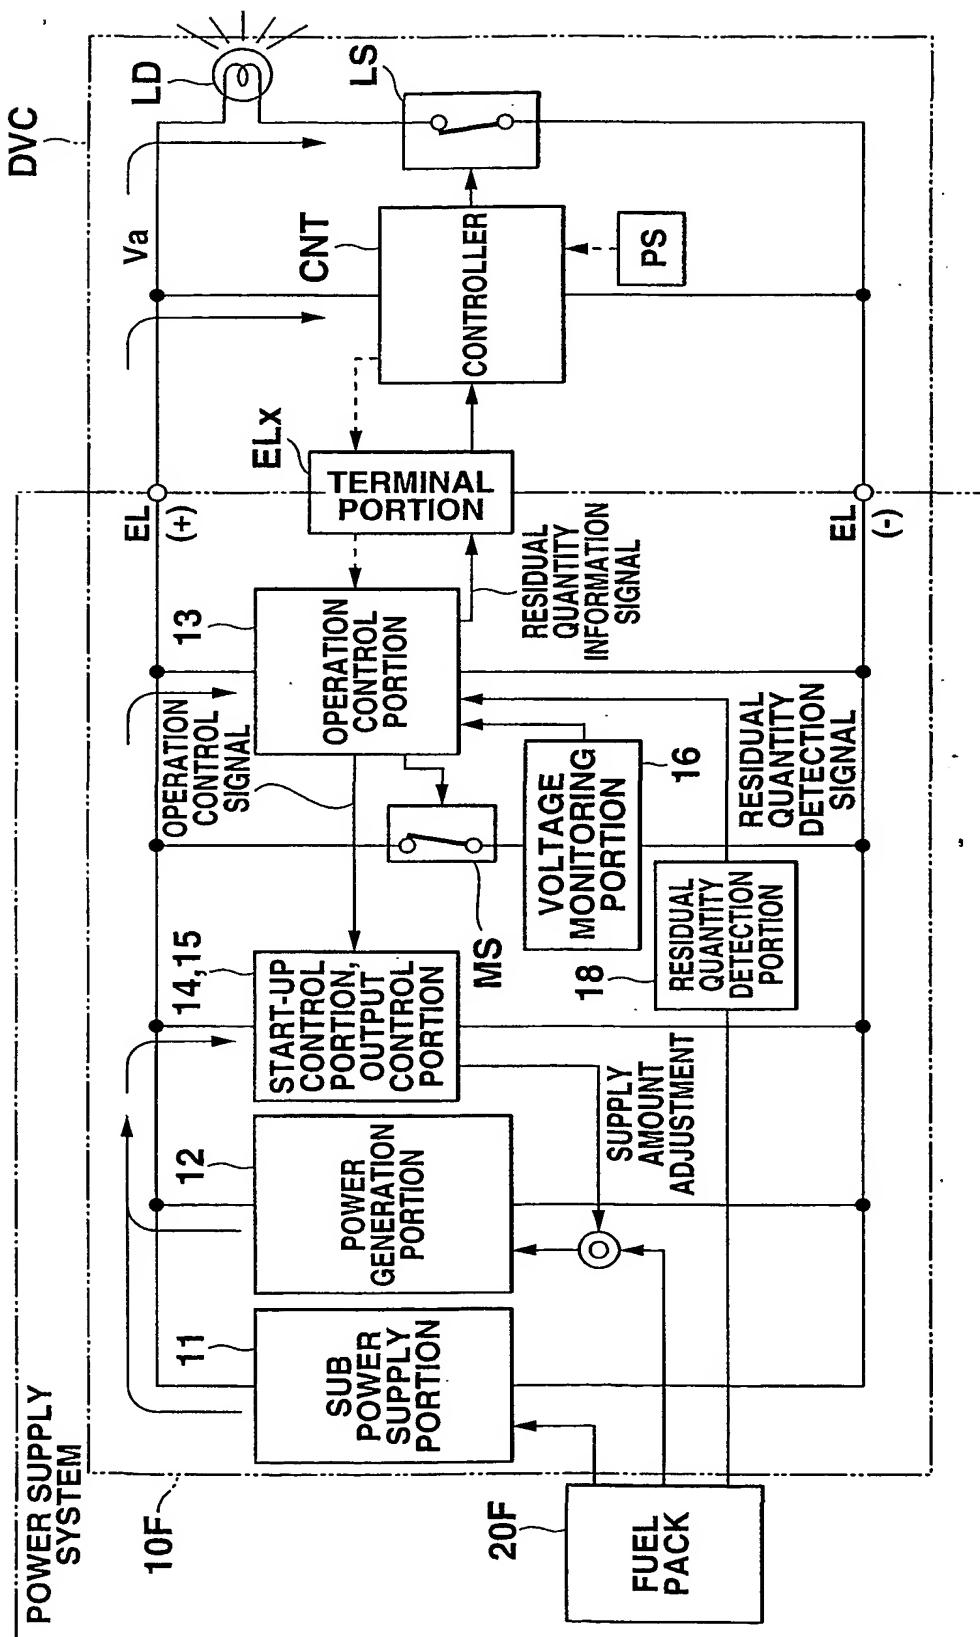 POWER SUPPLY
SYSTEM
10F
20F
FUEL
PACK
11
SUB
POWER
SUPPLY
PORTION
12
POWER
GENERATION
PORTION
SUPPLY
AMOUNT
ADJUSTMENT
14,15
START-UP
CONTROL
PORTION,
OUTPUT
CONTROL
PORTION
MS
18
RESIDUAL
QUANTITY
DETECTION
PORTION
OPERATION
CONTROL
SIGNAL
VOLTAGE
MONITORING
PORTION
16
RESIDUAL
QUANTITY
DETECTION
SIGNAL
13
OPERATION
CONTROL
PORTION
RESIDUAL
QUANTITY
INFORMATION
SIGNAL
EL
(+)
EL
(-)
ELx
TERMINAL
PORTION
Va
CNT
CONTROLLER
PS
DVC
LD
LS